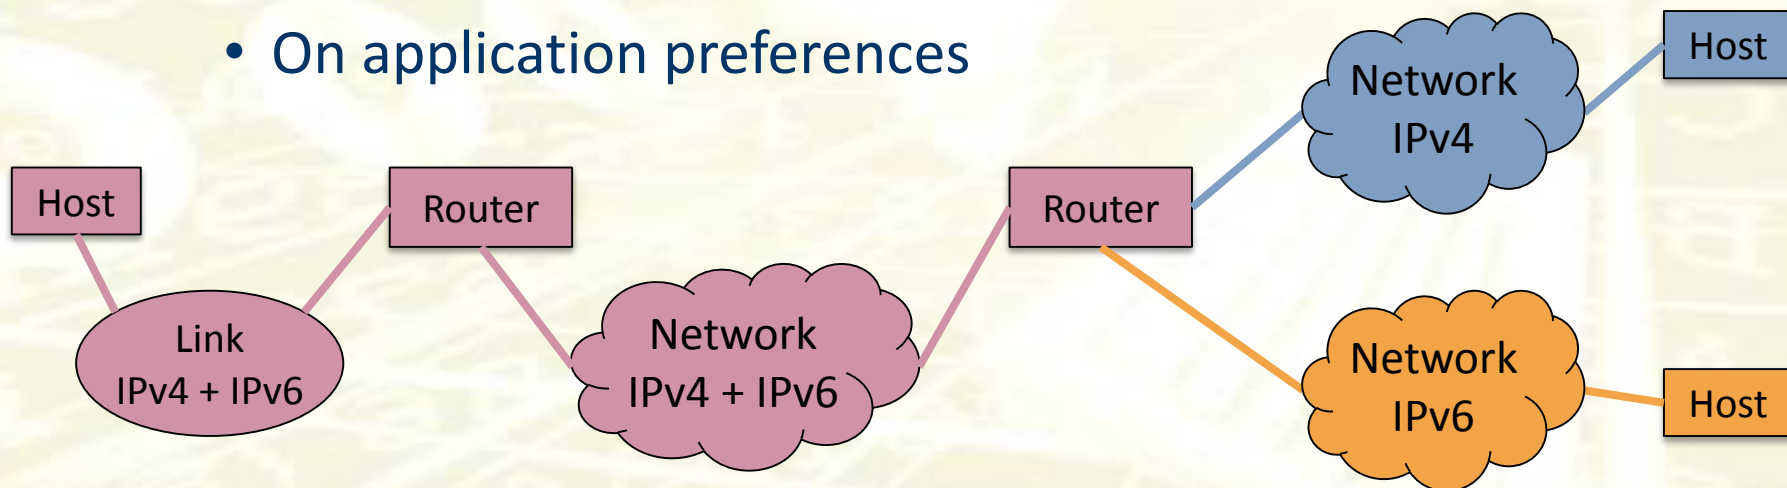 • On application preferences
Host
Network
IPv4
Host
Router
Router
Link
IPv4 + IPv6
Network
IPv4 + IPv6
Network
IPv6
Host